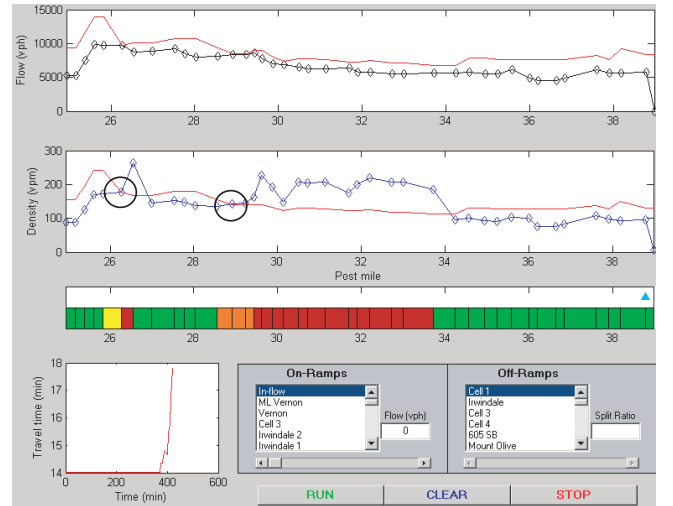 15000
10000
5000
0
Flow (vph)
26 28 30 32 34 36 38
300
200
100
0
Density (vpm)
26 28 30 32 34 36 38
Post mile
26 28 30 32 34 36 38
18
17
16
15
14
Travel time (min)
0 200 400 600
Time (min)
On-Ramps
In-flow
ML Vernon
Vernon
Cell 3
Irwindale 2
Irwindale 1
Flow (vph)
0
Off-Ramps
Cell 1
Irwindale
Cell 3
Cell 4
605 SB
Mount Olive
Split Ratio
RUN CLEAR STOP